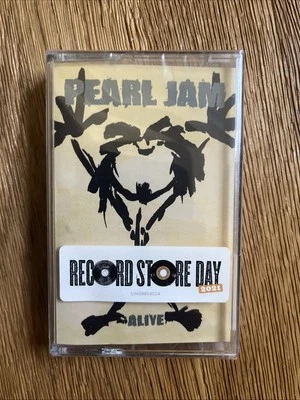 PEARL JAM
RECORD STORE DAY
2021
ALIVE